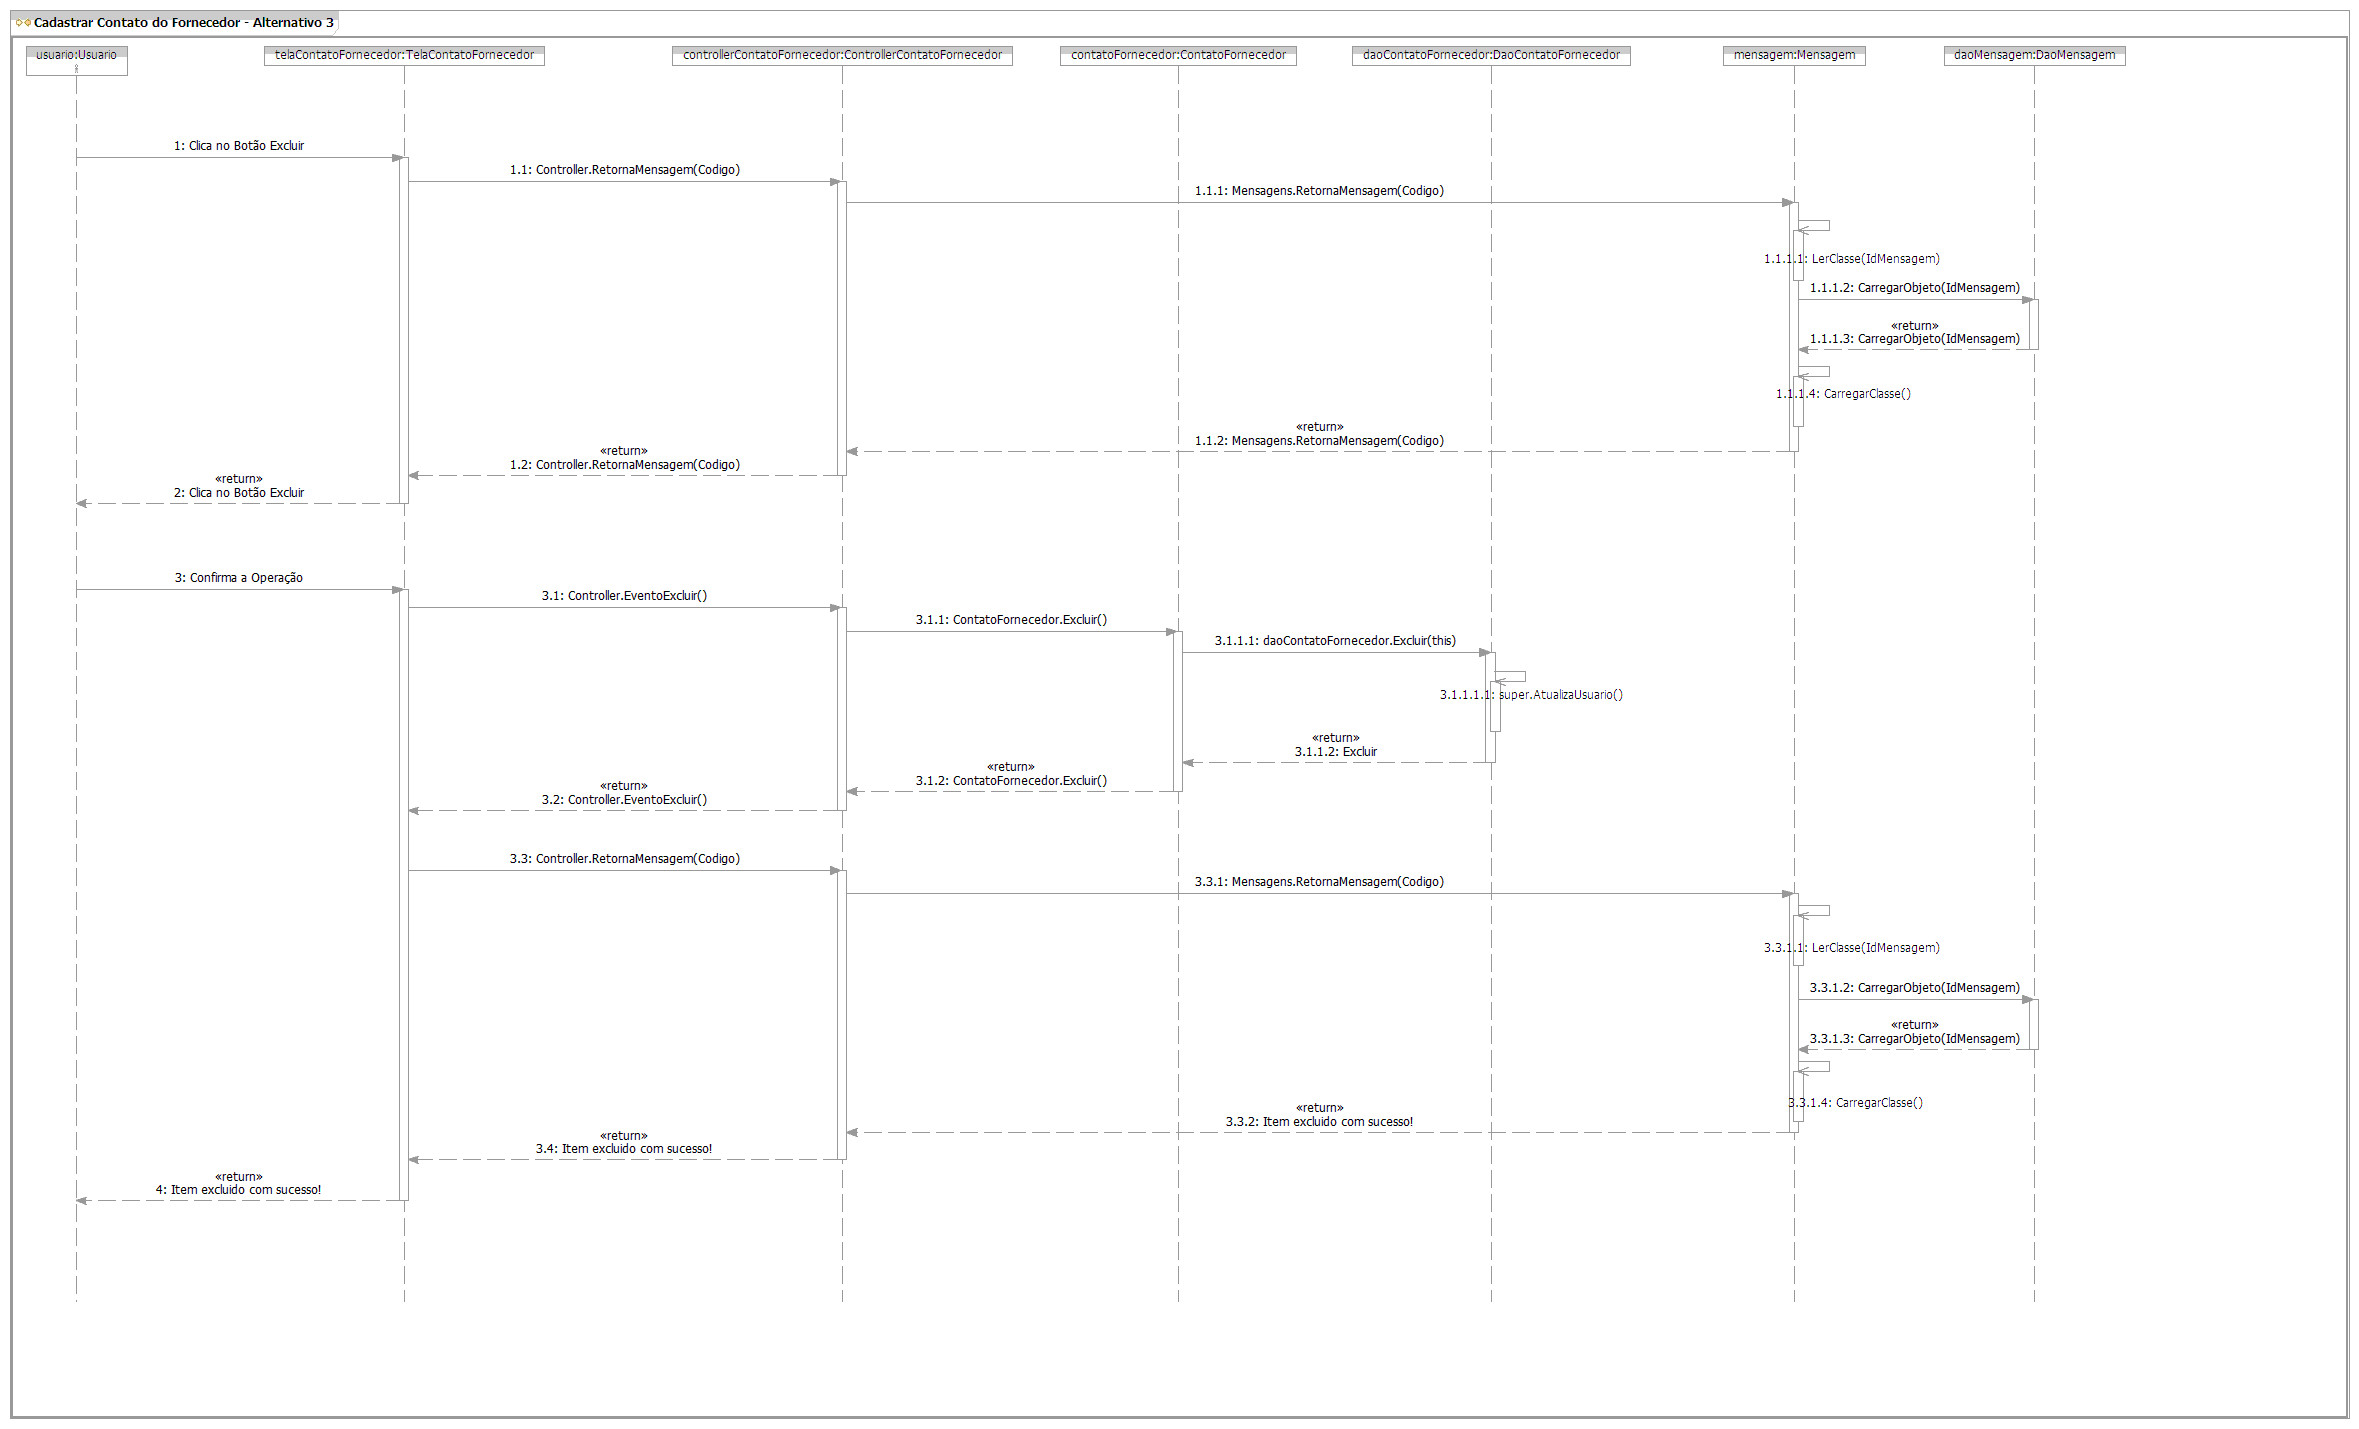 Cadastrar Contato do Fornecedor - Alternativo 3
usuario:Usuario
telaContatoFornecedor:TelaContatoFornecedor
controllerContatoFornecedor:ControllerContatoFornecedor
contatoFornecedor:ContatoFornecedor
daoContatoFornecedor:DaoContatoFornecedor
mensagem:Mensagem
daoMensagem:DaoMensagem
1: Clica no Botão Excluir
1.1: Controller.RetornaMensagem(Codigo)
1.1.1: Mensagens.RetornaMensagem(Codigo)
1.1.1.1: LerClasse(IdMensagem)
1.1.1.2: CarregarObjeto(IdMensagem)
«return»
1.1.1.3: CarregarObjeto(IdMensagem)
1.1.1.4: CarregarClasse()
«return»
1.1.2: Mensagens.RetornaMensagem(Codigo)
«return»
1.2: Controller.RetornaMensagem(Codigo)
«return»
2: Clica no Botão Excluir
3: Confirma a Operação
3.1: Controller.EventoExcluir()
3.1.1: ContatoFornecedor.Excluir()
3.1.1.1: daoContatoFornecedor.Excluir(this)
3.1.1.1.1: super.AtualizaUsuario()
«return»
3.1.1.2: Excluir
«return»
3.1.2: ContatoFornecedor.Excluir()
«return»
3.2: Controller.EventoExcluir()
3.3: Controller.RetornaMensagem(Codigo)
3.3.1: Mensagens.RetornaMensagem(Codigo)
3.3.1.1: LerClasse(IdMensagem)
3.3.1.2: CarregarObjeto(IdMensagem)
«return»
3.3.1.3: CarregarObjeto(IdMensagem)
3.3.1.4: CarregarClasse()
«return»
3.3.2: Item excluido com sucesso!
«return»
3.4: Item excluido com sucesso!
«return»
4: Item excluido com sucesso!